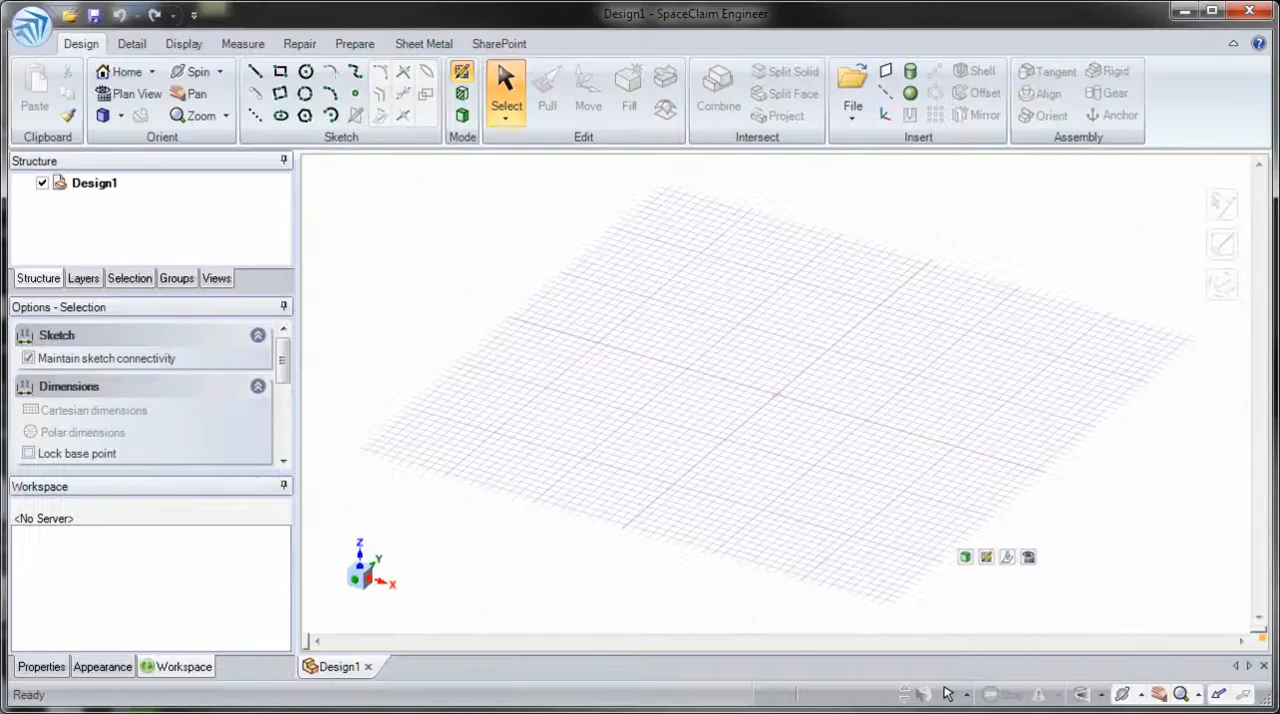 Design1 - SpaceClaim Engineer
Design Detail Display Measure Repair Prepare Sheet Metal SharePoint
Paste
Clipboard
Home Spin
Plan View Pan
Zoom
Orient
Sketch
Mode
Select Pull Move Fill
Edit
Combine Split Solid
Split Face
Project
Intersect
File Shell
Offset
Mirror
Insert
Tangent Rigid
Align Gear
Orient Anchor
Assembly
Structure
Design1
Structure Layers Selection Groups Views
Options - Selection
Sketch
Maintain sketch connectivity
Dimensions
Cartesian dimensions
Polar dimensions
Lock base point
Workspace
<No Server>
Z
Y
X
Properties Appearance Workspace
Design1
Ready